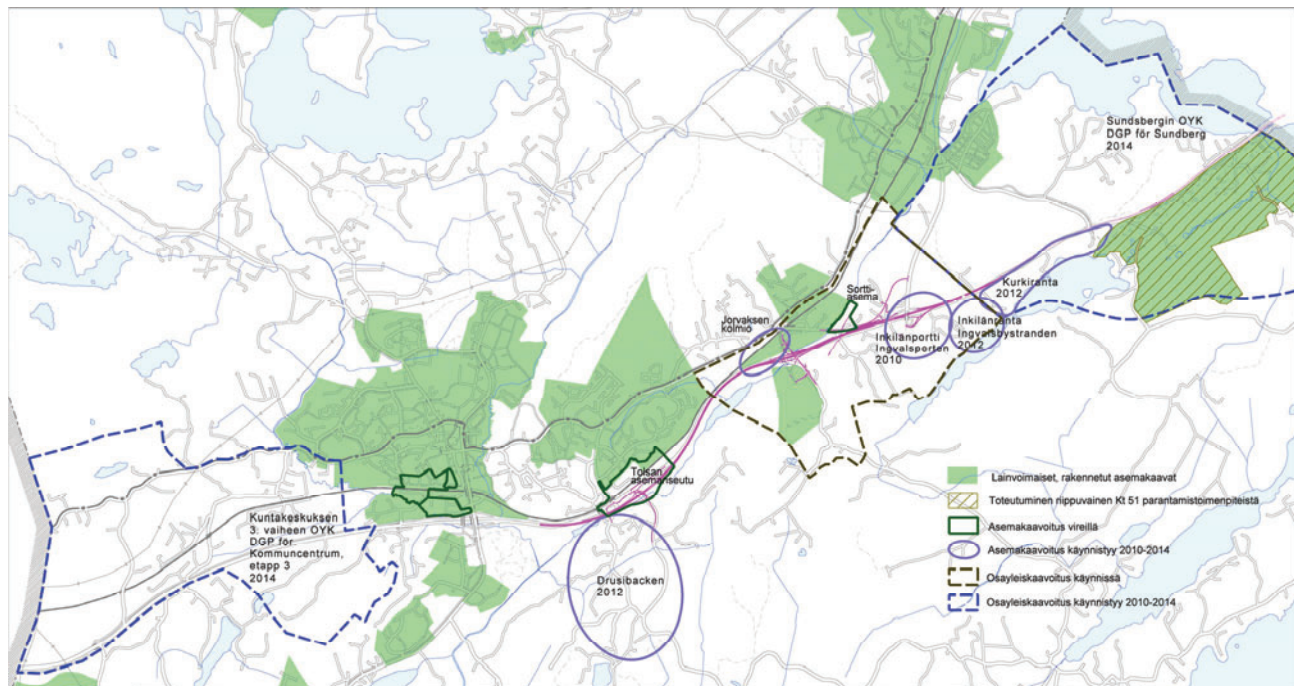 Sundsbergin OYK
DGP för Sundberg
2014
Kurkiranta
2012
Sortti-
asema
Jorvaksen
kolmio
Inkilänportti
Ingvalsporten
2010
Inkilänranta
Ingvalsbystranden
2012
Tolsan
asemanseutu
Kuntakeskuksen
3. vaiheen OYK
DGP för
Kommuncentrum,
etapp 3
2014
Drusibacken
2012
Lainvoimaiset, rakennetut asemakaavat
Toteutuminen riippuvainen Kt 51 parantamistoimenpiteistä
Asemakaavoitus vireillä
Asemakaavoitus käynnistyy 2010-2014
Osayleiskaavoitus käynnissä
Osayleiskaavoitus käynnistyy 2010-2014